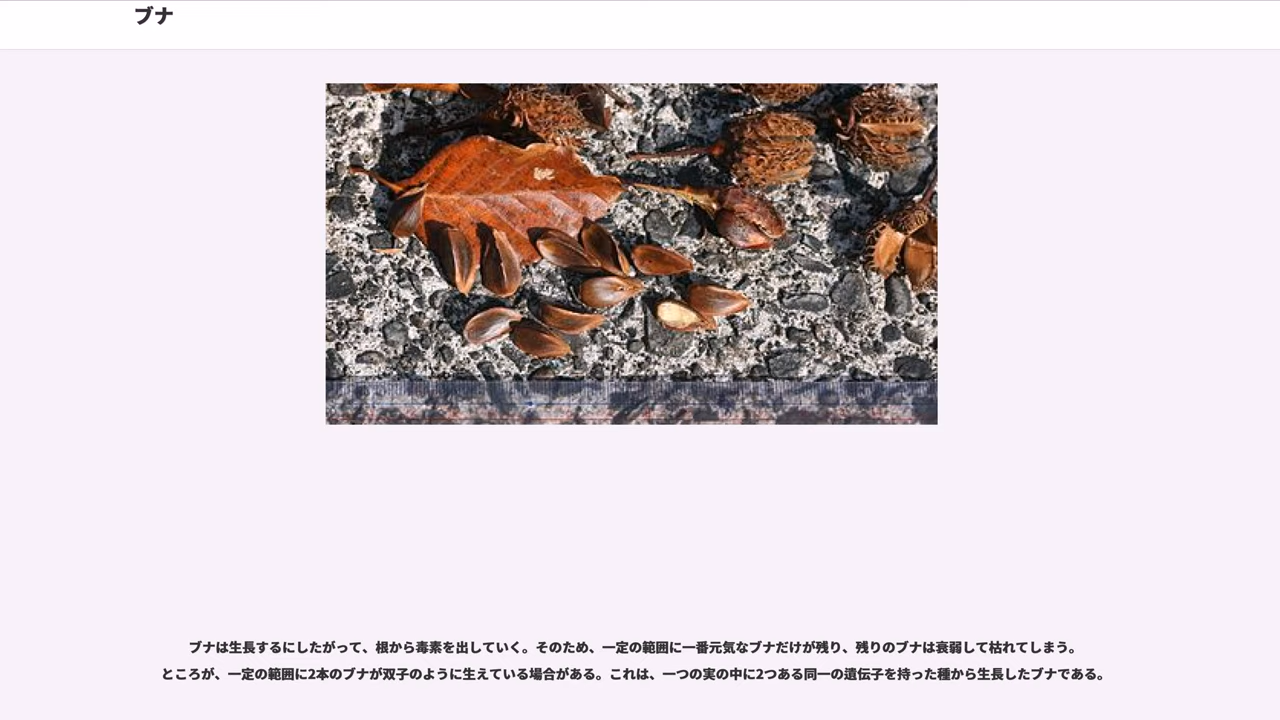 ブナ
ブナは生長するにしたがって、根から毒素を出していく。そのため、一定の範囲に一番元気なブナだけが残り、残りのブナは衰弱して枯れてしまう。
ところが、一定の範囲に2本のブナが双子のように生えている場合がある。これは、一つの実の中に2つある同一の遺伝子を持った種から生長したブナである。